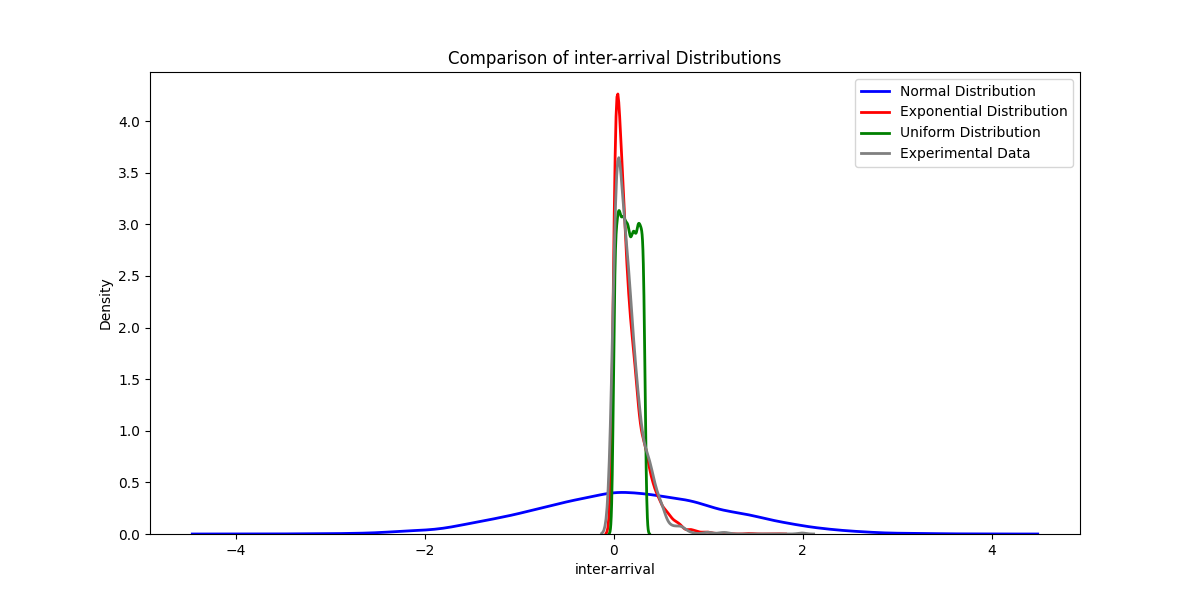 Comparison of inter-arrival Distributions
Normal Distribution
Exponential Distribution
Uniform Distribution
Experimental Data
Density
4.0
3.5
3.0
2.5
2.0
1.5
1.0
0.5
0.0
−4
−2
0
2
4
inter-arrival